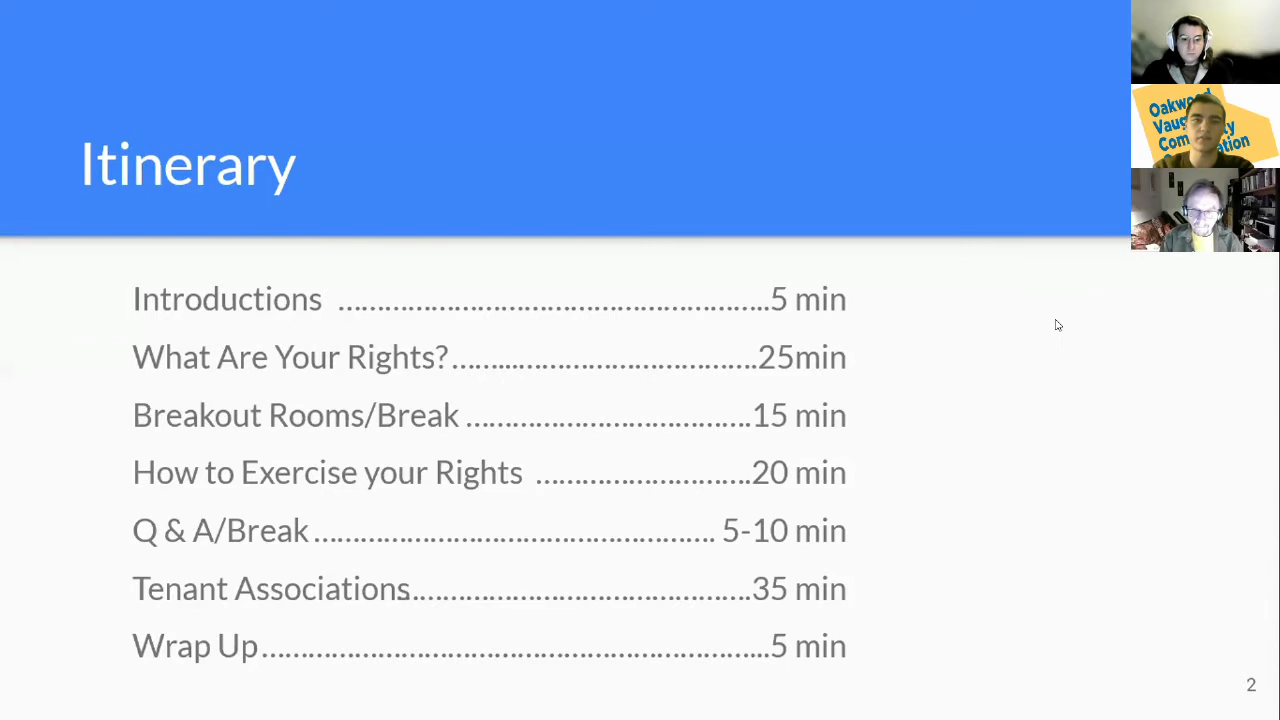 Itinerary
Introductions ……………………………………………..5 min
What Are Your Rights?……...……………………….25min
Breakout Rooms/Break ……………………………….15 min
How to Exercise your Rights ……………………….20 min
Q & A/Break…………………………………………. 5-10 min
Tenant Associations…………………………………….35 min
Wrap Up……………………………………………………...5 min
2
Oakwood